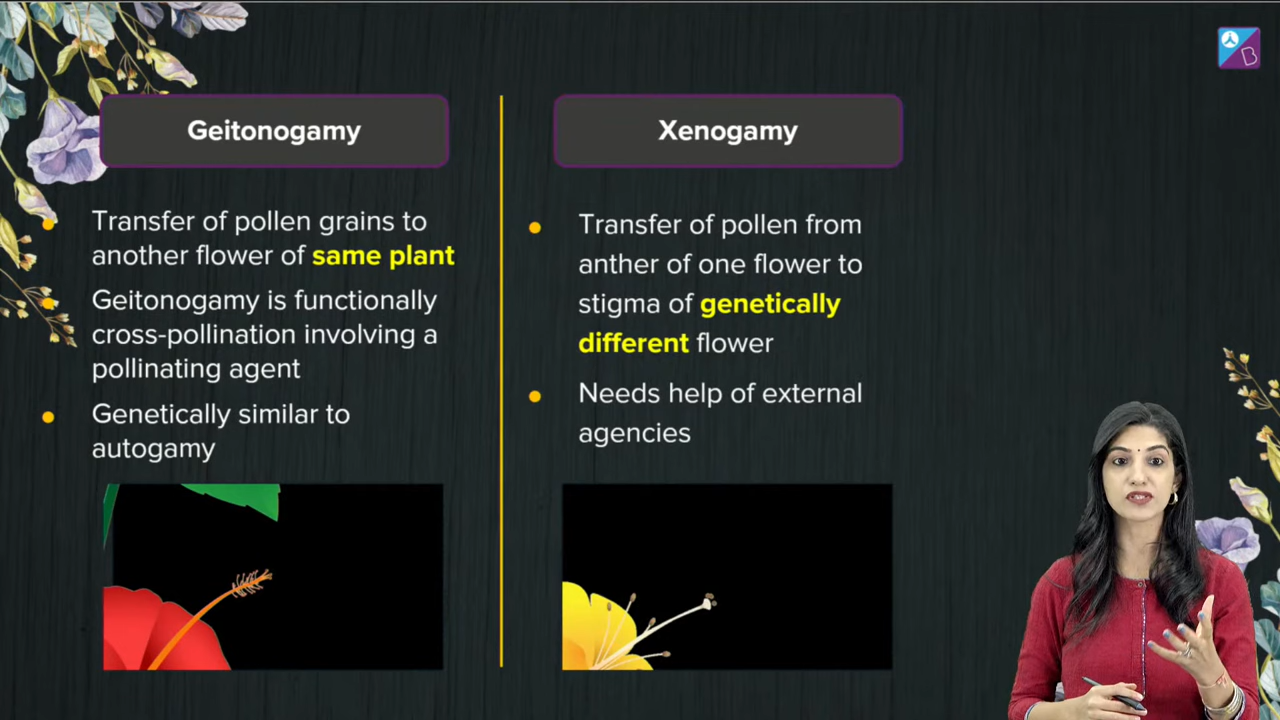 Geitonogamy
Transfer of pollen grains to
another flower of same plant
Geitonogamy is functionally
cross-pollination involving a
pollinating agent
Genetically similar to
autogamy
Xenogamy
Transfer of pollen from
anther of one flower to
stigma of genetically
different flower
Needs help of external
agencies
B